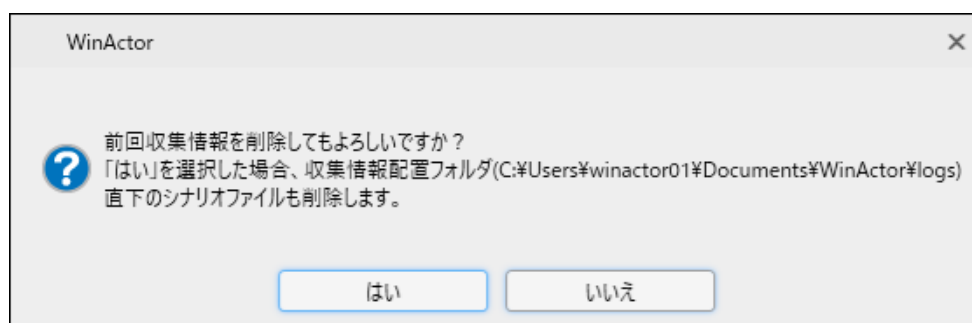 WinActor
前回収集情報を削除してもよろしいですか?
「はい」を選択した場合、収集情報配置フォルダ(C:¥Users¥winactor01¥Documents¥WinActor¥logs)
直下のシナリオファイルも削除します。
はい いいえ